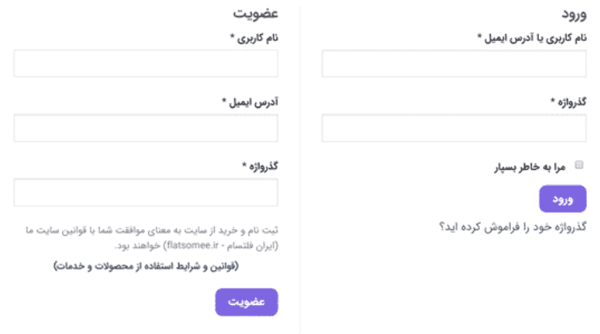 ورود
نام کاربری یا آدرس ایمیل *
گذرواژه *
مرا به خاطر بسپار
ورود
گذرواژه خود را فراموش کرده اید؟
عضویت
نام کاربری *
آدرس ایمیل *
گذرواژه *
ثبت نام و خرید از سایت به معنای موافقت شما با قوانین سایت ما
(ایران فلتسام - flatsomee.ir) خواهند بود.
(قوانین و شرایط استفاده از محصولات و خدمات)
عضویت